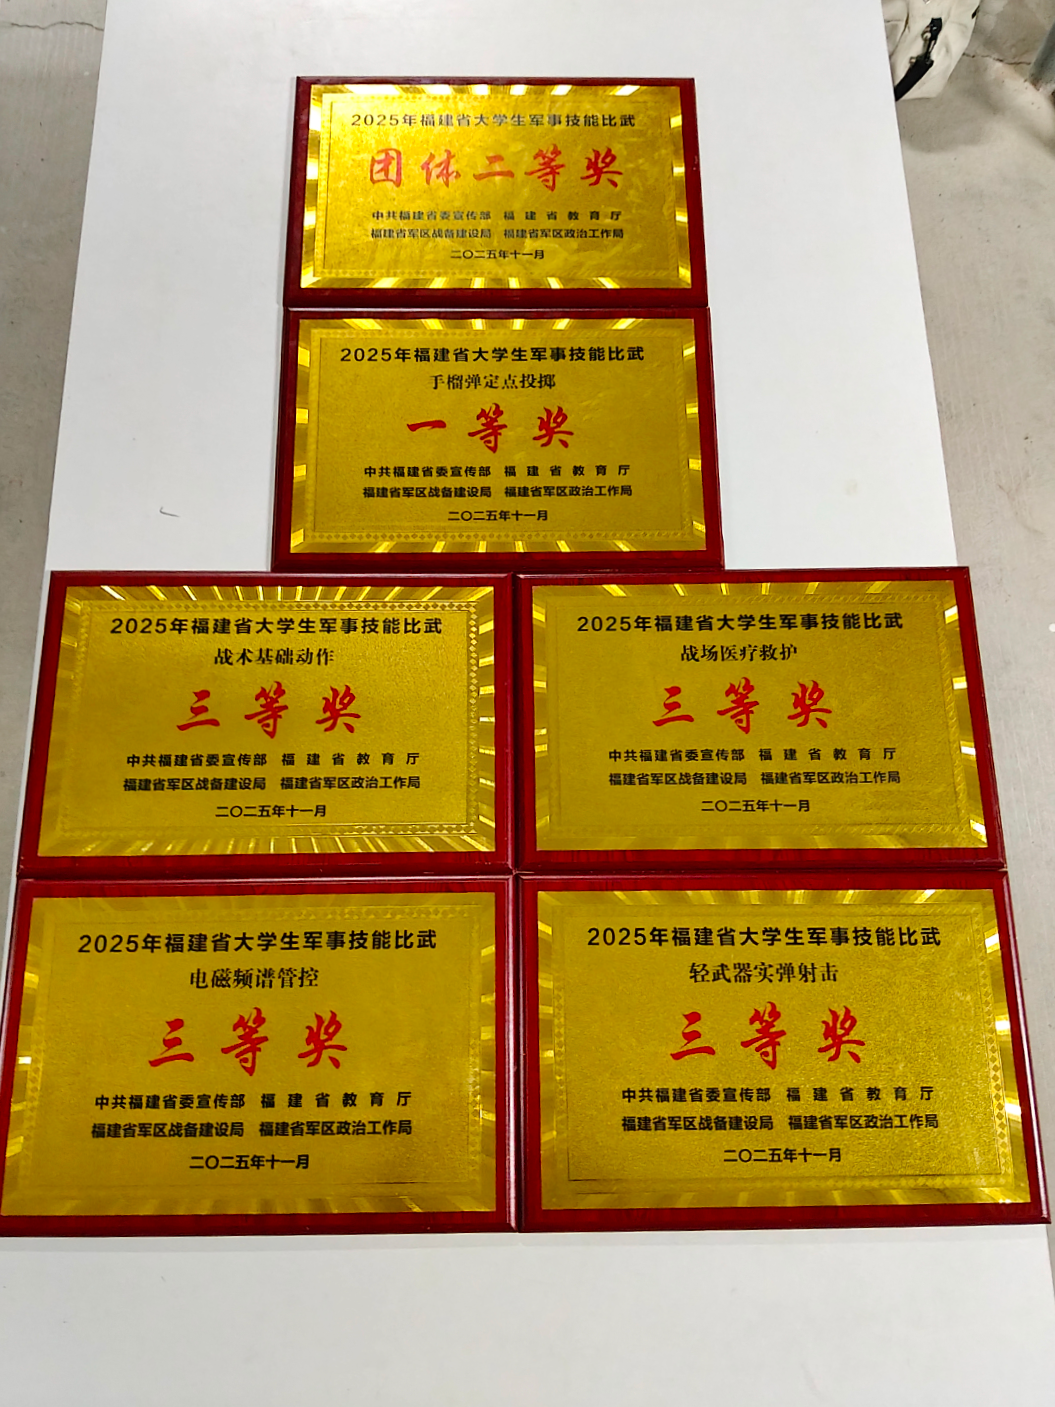 2025年福建省大学生军事技能比武
团体二等奖
中共福建省委宣传部 福建省教育厅
福建省军区战备建设局 福建省军区政治工作局
二〇二五年十一月
2025年福建省大学生军事技能比武
手榴弹定点投掷
一等奖
中共福建省委宣传部 福建省教育厅
福建省军区战备建设局 福建省军区政治工作局
二〇二五年十一月
2025年福建省大学生军事技能比武
战术基础动作
三等奖
中共福建省委宣传部 福建省教育厅
福建省军区战备建设局 福建省军区政治工作局
二〇二五年十一月
2025年福建省大学生军事技能比武
战场医疗救护
三等奖
中共福建省委宣传部 福建省教育厅
福建省军区战备建设局 福建省军区政治工作局
二〇二五年十一月
2025年福建省大学生军事技能比武
电磁频谱管控
三等奖
中共福建省委宣传部 福建省教育厅
福建省军区战备建设局 福建省军区政治工作局
二〇二五年十一月
2025年福建省大学生军事技能比武
轻武器实弹射击
三等奖
中共福建省委宣传部 福建省教育厅
福建省军区战备建设局 福建省军区政治工作局
二〇二五年十一月